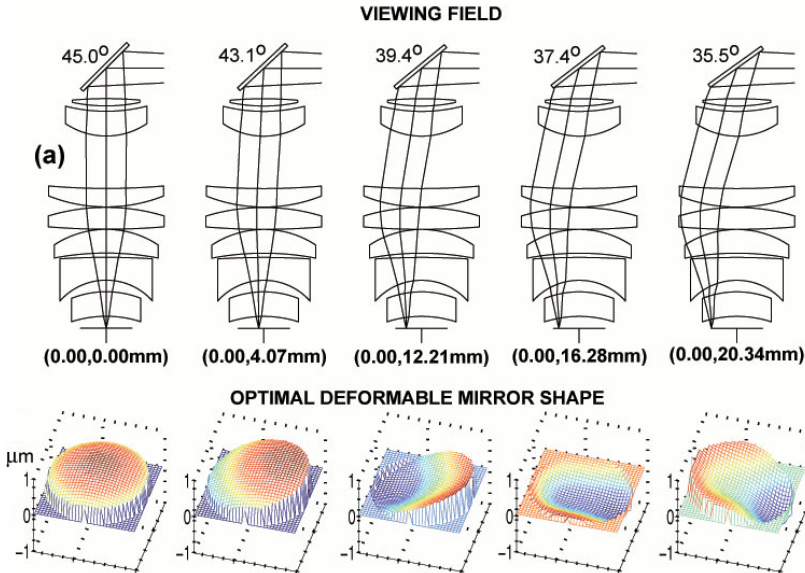 VIEWING FIELD
45.0° 43.1° 39.4° 37.4° 35.5°
(a)
(0.00,0.00mm) (0.00,4.07mm) (0.00,12.21mm) (0.00,16.28mm) (0.00,20.34mm)
OPTIMAL DEFORMABLE MIRROR SHAPE
μm
1 1 1 1 1
0 0 0 0 0
−1 −1 −1 −1 −1